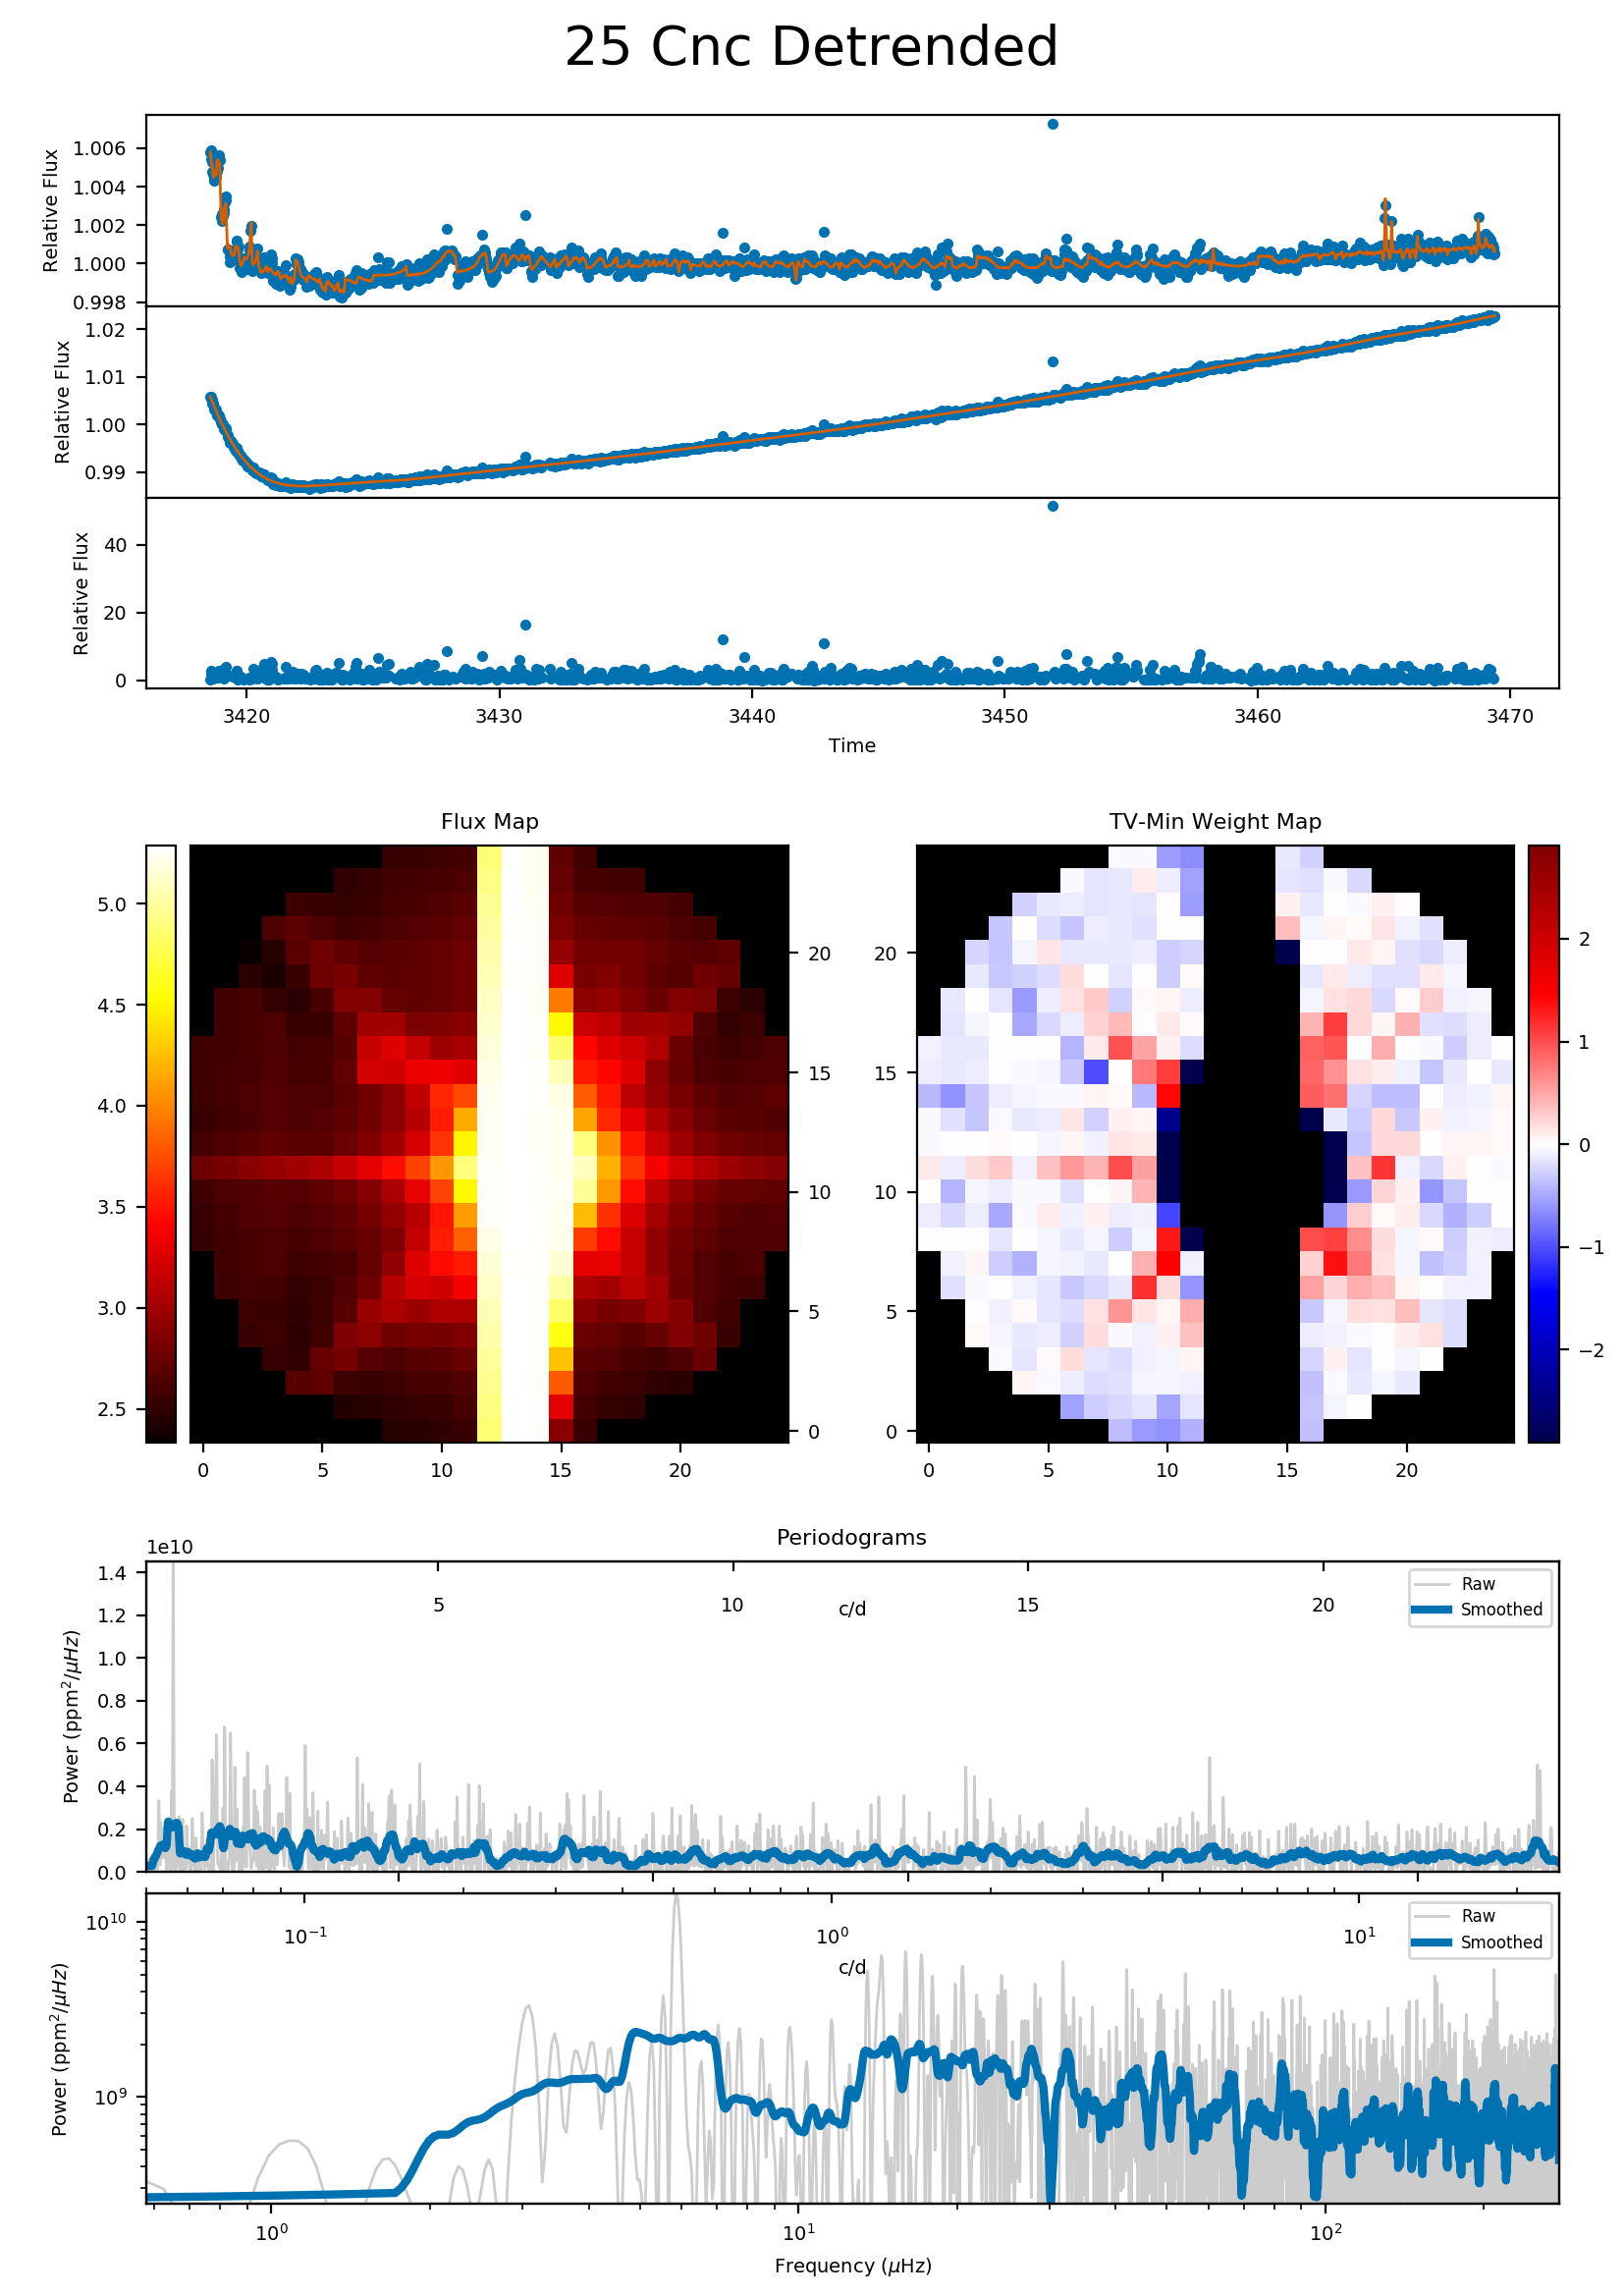 25 Cnc Detrended
Relative Flux
1.006
1.004
1.002
1.000
0.998
Relative Flux
1.02
1.01
1.00
0.99
Relative Flux
40
20
0
3420 3430 3440 3450 3460 3470
Time
Flux Map
5.0
4.5
4.0
3.5
3.0
2.5
20
15
10
5
0
0 5 10 15 20
TV-Min Weight Map
20
15
10
5
0
0 5 10 15 20
2
1
0
−1
−2
Periodograms
1e10
Power (ppm²/μHz)
1.4
1.2
1.0
0.8
0.6
0.4
0.2
0.0
5 10 15 20
c/d
Raw
Smoothed
Power (ppm²/μHz)
10¹⁰
10⁹
10⁻¹ 10⁰ 10¹
c/d
Raw
Smoothed
10⁰ 10¹ 10²
Frequency (μHz)